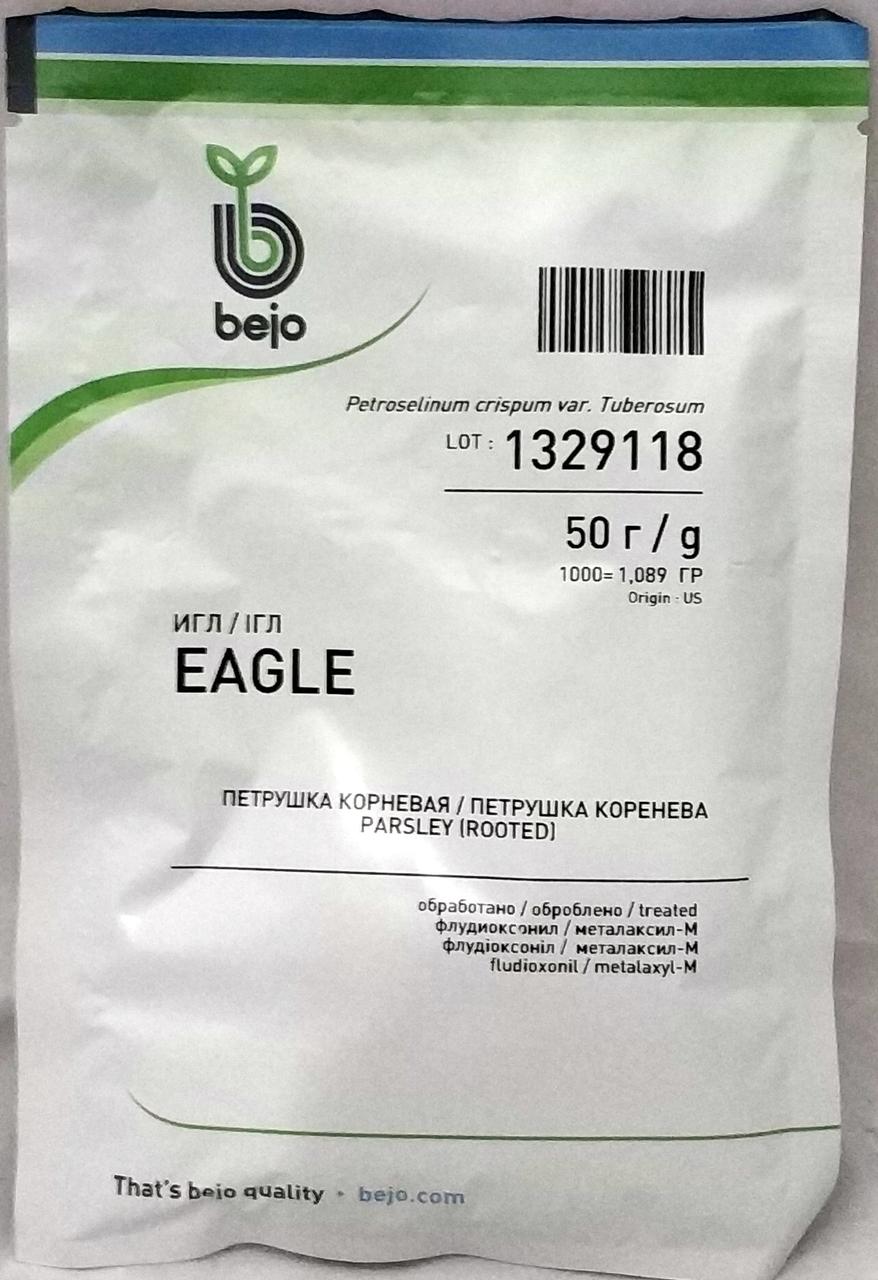 bejo
Petroselinum crispum var. Tuberosum
LOT : 1329118
50 г / g
1000= 1,089 ГР
Origin : US
ИГЛ / ІГЛ
EAGLE
ПЕТРУШКА КОРНЕВАЯ / ПЕТРУШКА КОРЕНЕВА
PARSLEY (ROOTED)
обработано / оброблено / treated
флудиоксонил / металаксил-М
флудіоксоніл / металаксил-М
fludioxonil / metalaxyl-M
That's bejo quality • bejo.com